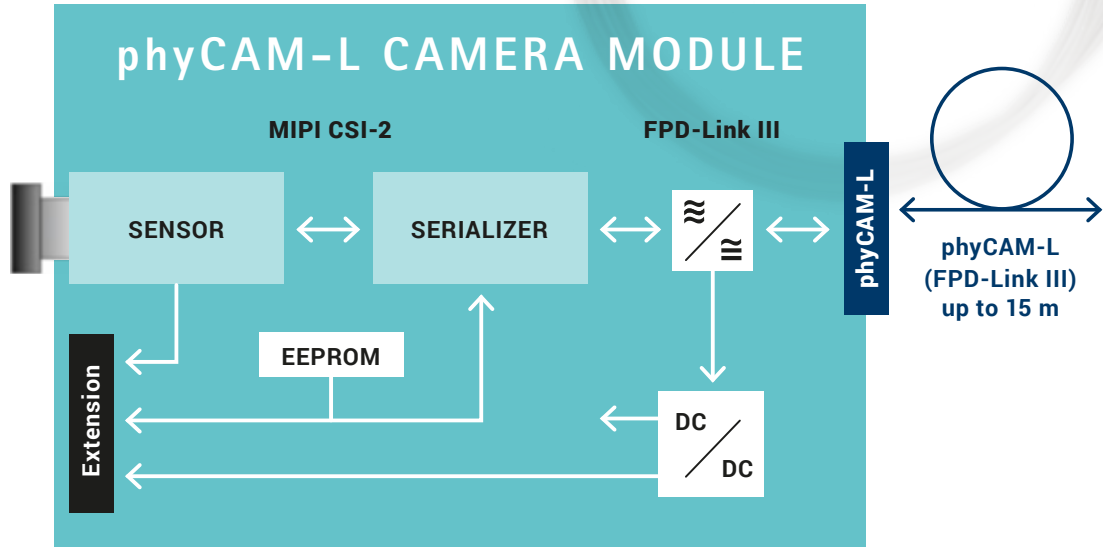 phyCAM-L CAMERA MODULE
MIPI CSI-2
FPD-Link III
SENSOR
SERIALIZER
phyCAM-L
phyCAM-L
(FPD-Link III)
up to 15 m
EEPROM
Extension
DC
DC